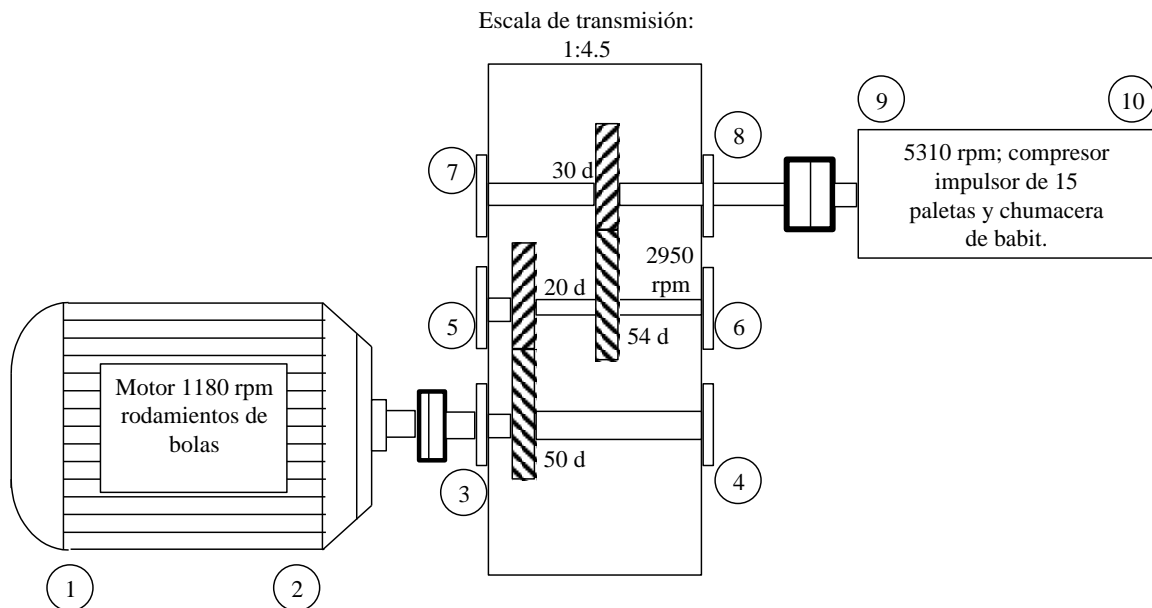 Escala de transmisión:
1:4.5
9
10
8
7
30 d
5310 rpm; compresor
impulsor de 15
paletas y chumacera
de babit.
2950
rpm
20 d
5
6
54 d
Motor 1180 rpm
rodamientos de
bolas
50 d
3
4
1
2